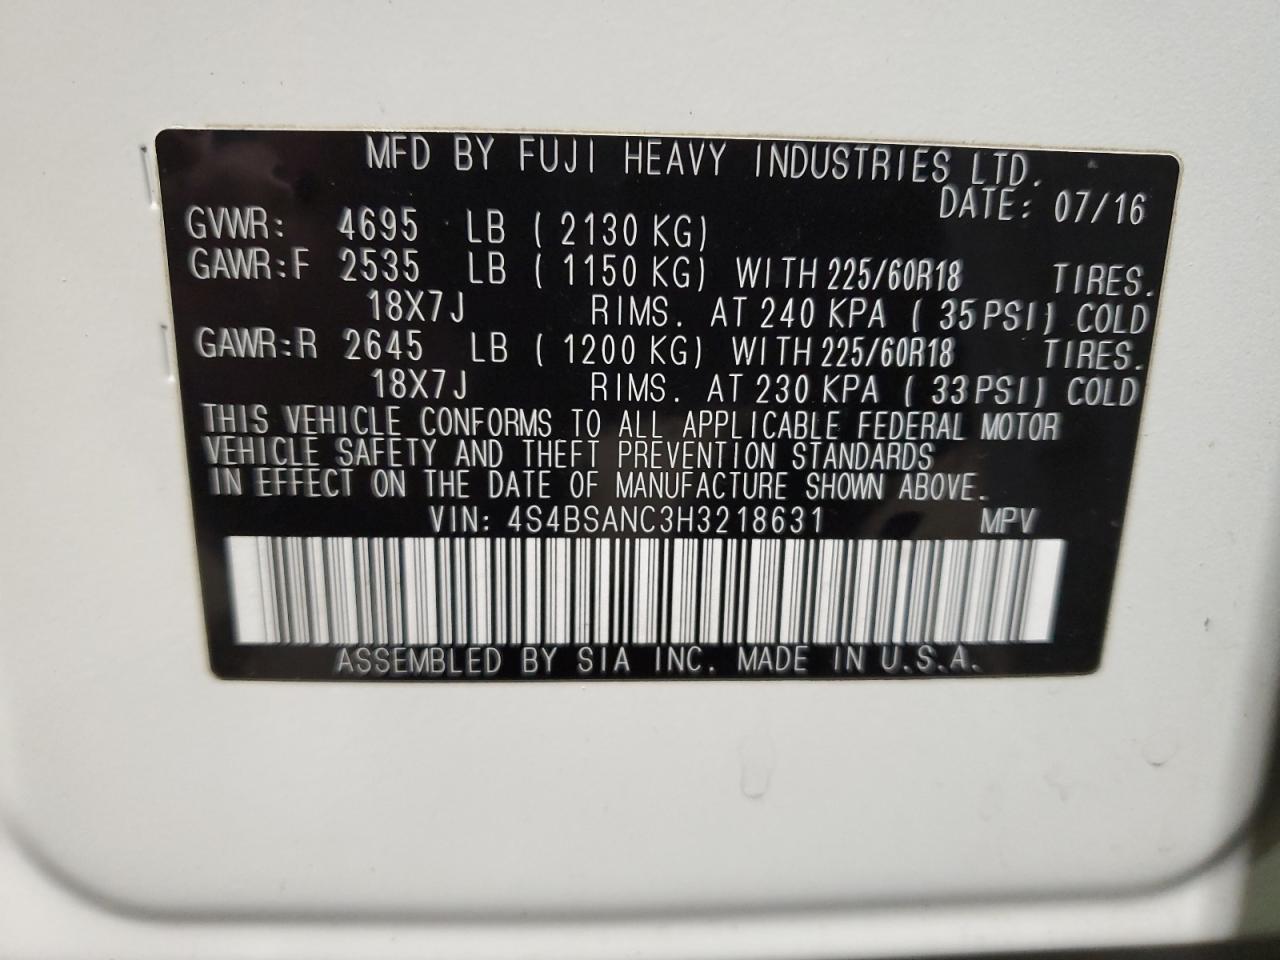 MFD BY FUJI HEAVY INDUSTRIES LTD.
DATE: 07/16
GVWR: 4695 LB ( 2130 KG)
GAWR:F 2535 LB ( 1150 KG) WITH 225/60R18 TIRES.
18X7J RIMS. AT 240 KPA ( 35 PSI) COLD
GAWR:R 2645 LB ( 1200 KG) WITH 225/60R18 TIRES.
18X7J RIMS. AT 230 KPA ( 33 PSI) COLD
THIS VEHICLE CONFORMS TO ALL APPLICABLE FEDERAL MOTOR
VEHICLE SAFETY AND THEFT PREVENTION STANDARDS
IN EFFECT ON THE DATE OF MANUFACTURE SHOWN ABOVE.
VIN: 4S4BSANC3H3218631 MPV
ASSEMBLED BY SIA INC. MADE IN U.S.A.